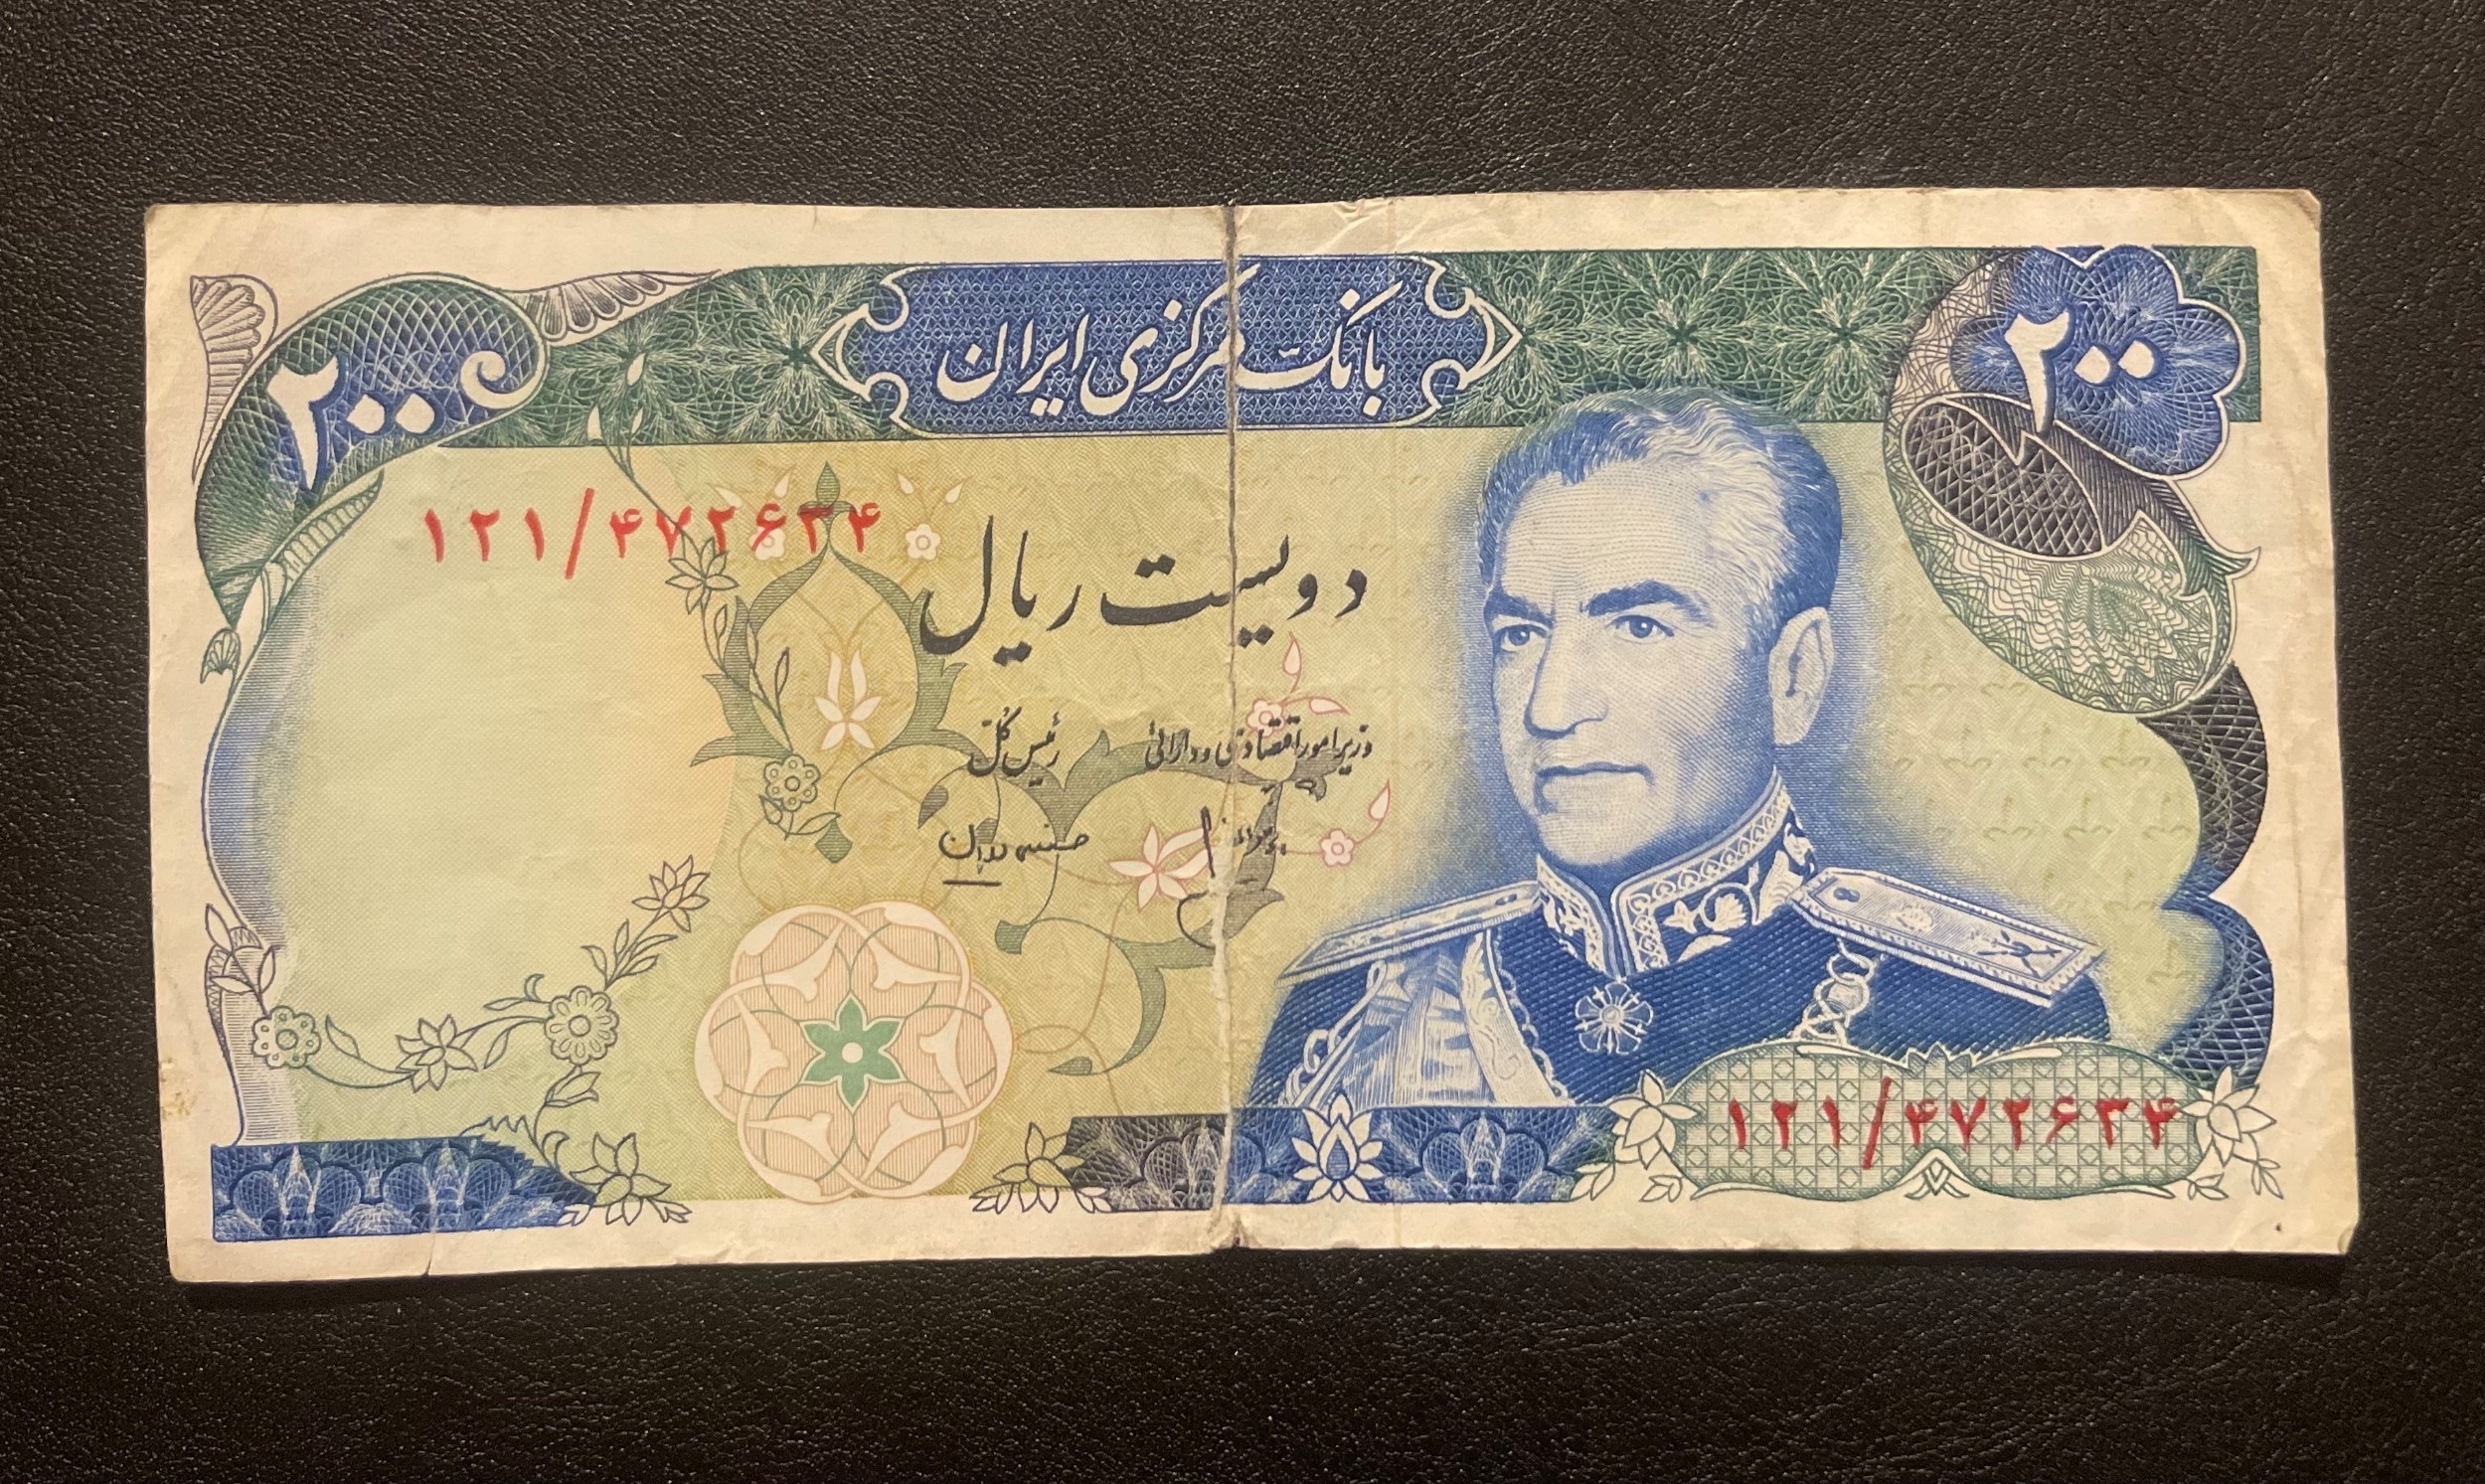 بانک مرکزی ایران
۲۰۰
۲۰۰
۱۲۱/۴۷۲۶۳۴
دویست ریال
وزیر امور اقتصادی و دارائی
رئیس کل
۱۲۱/۴۷۲۶۳۴